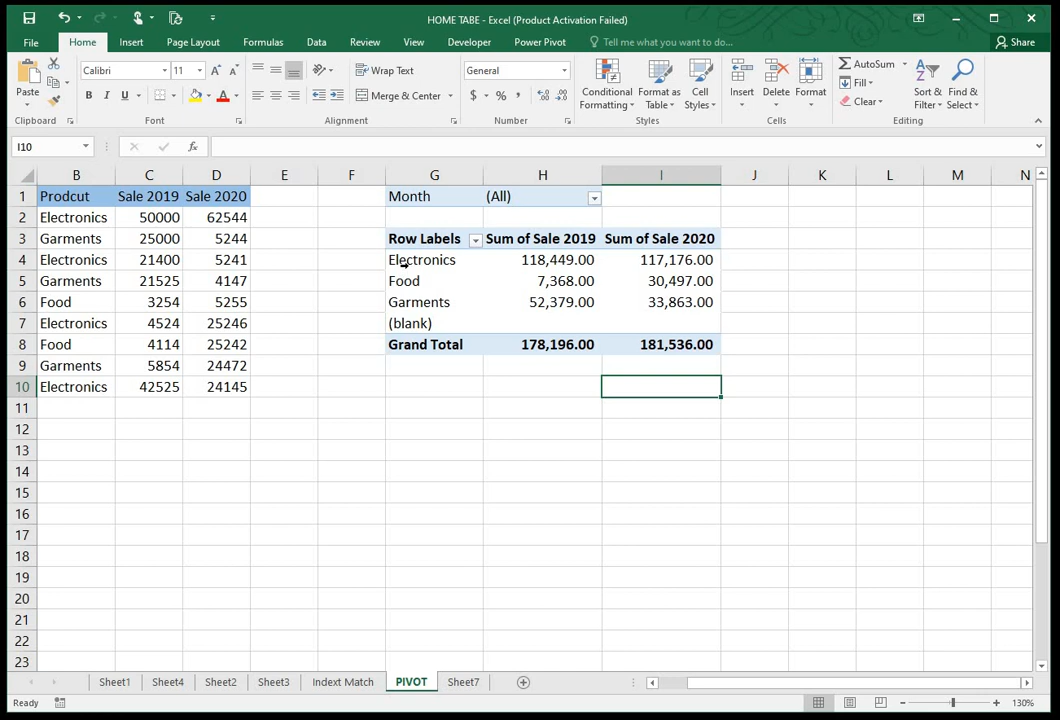 HOME TABE - Excel (Product Activation Failed)
File Home Insert Page Layout Formulas Data Review View Developer Power Pivot Tell me what you want to do... Share
Paste
Clipboard
Calibri 11 A A
B I U A
Font
Wrap Text
Merge & Center
Alignment
General
$ % , .00
Number
Conditional Formatting
Format as Table
Cell Styles
Styles
Insert Delete Format
Cells
AutoSum
Fill
Clear
Sort & Filter
Find & Select
Editing
I10 fx
B C D E F G H I J K L M N
1 Prodcut Sale 2019 Sale 2020 Month (All)
2 Electronics 50000 62544
3 Garments 25000 5244 Row Labels Sum of Sale 2019 Sum of Sale 2020
4 Electronics 21400 5241 Electronics 118,449.00 117,176.00
5 Garments 21525 4147 Food 7,368.00 30,497.00
6 Food 3254 5255 Garments 52,379.00 33,863.00
7 Electronics 4524 25246 (blank)
8 Food 4114 25242 Grand Total 178,196.00 181,536.00
9 Garments 5854 24472
10 Electronics 42525 24145
11
12
13
14
15
16
17
18
19
20
21
22
23
Sheet1 Sheet4 Sheet2 Sheet3 Indext Match PIVOT Sheet7
Ready 130%